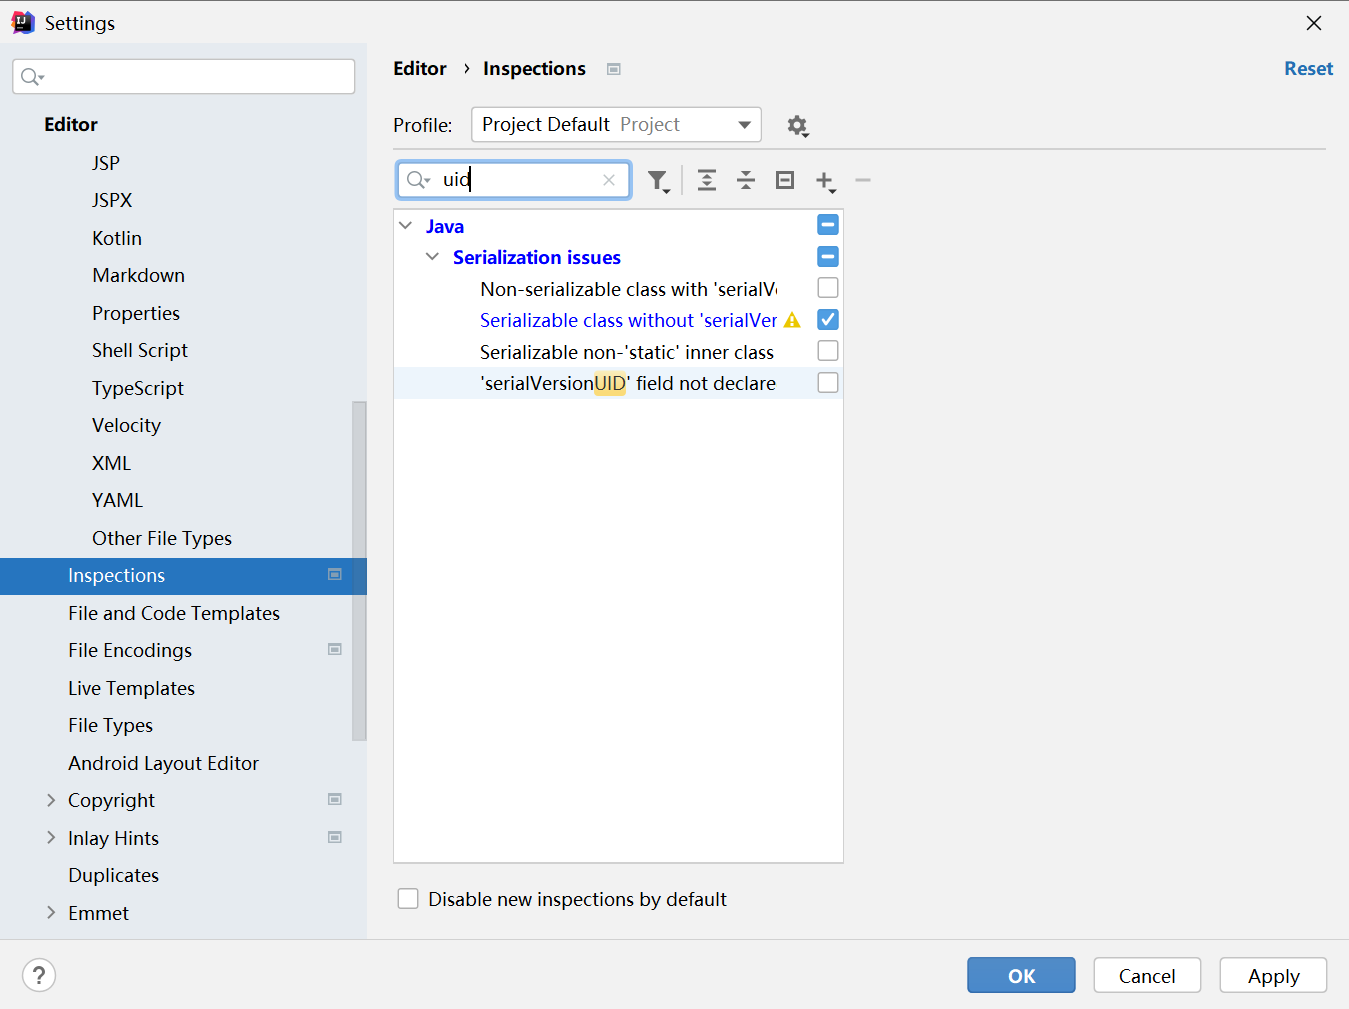 Settings
Editor
JSP
JSPX
Kotlin
Markdown
Properties
Shell Script
TypeScript
Velocity
XML
YAML
Other File Types
Inspections
File and Code Templates
File Encodings
Live Templates
File Types
Android Layout Editor
Copyright
Inlay Hints
Duplicates
Emmet
Editor › Inspections
Reset
Profile: Project Default Project
uid
Java
Serialization issues
Non-serializable class with 'serialV
Serializable class without 'serialVer
Serializable non-'static' inner class
'serialVersionUID' field not declare
Disable new inspections by default
?
OK
Cancel
Apply